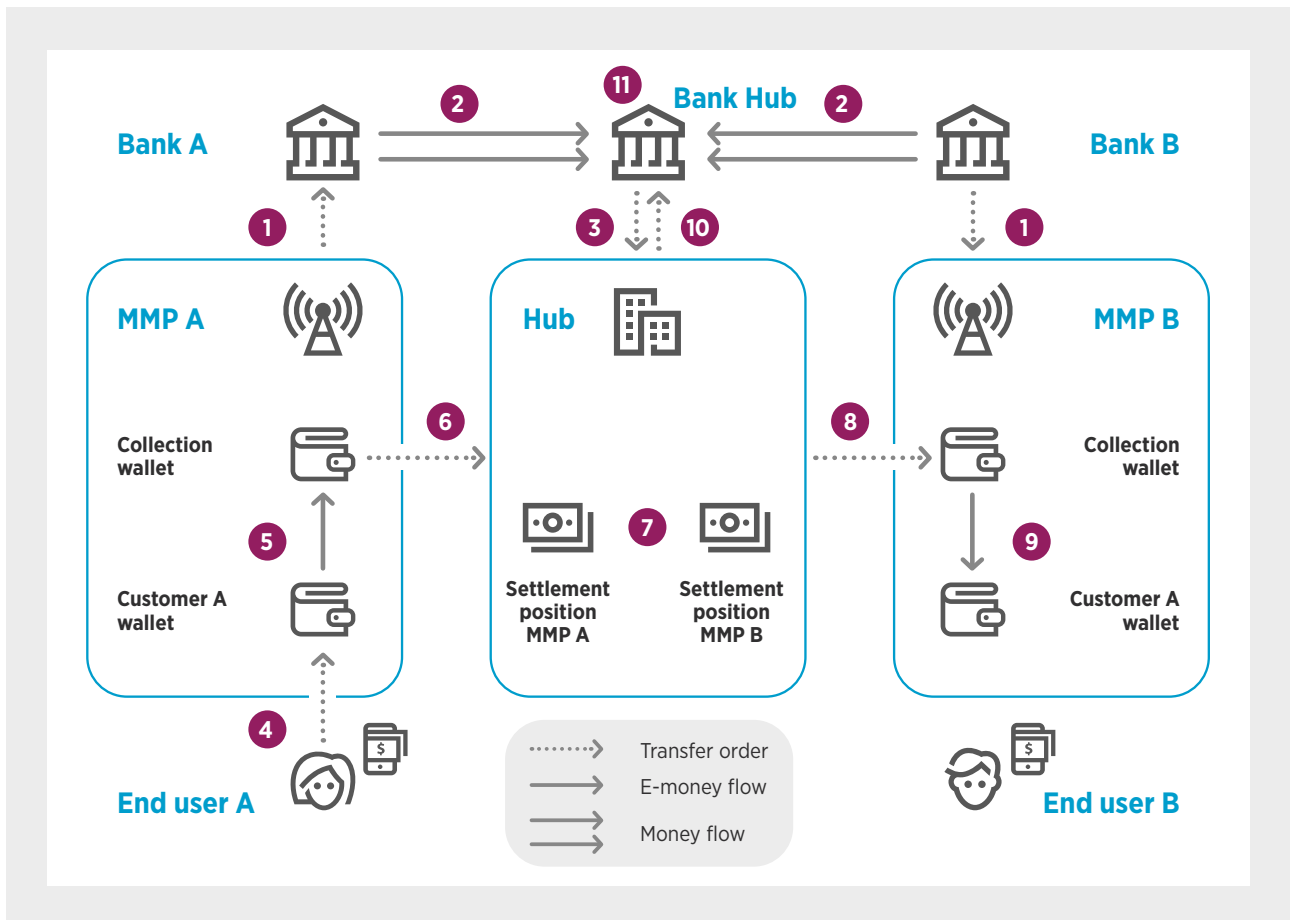 11
2
Bank Hub
2
Bank A
Bank B
1
3
10
1
MMP A
Hub
MMP B
6
8
Collection
wallet
Collection
wallet
5
7
9
Customer A
wallet
Settlement
position
MMP A
Settlement
position
MMP B
Customer A
wallet
4
$
$
End user A
End user B
Transfer order
E-money flow
Money flow